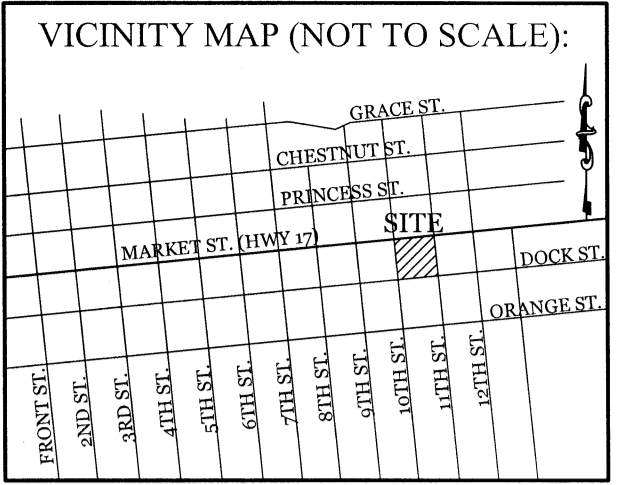 VICINITY MAP (NOT TO SCALE):
GRACE ST.
CHESTNUT ST.
PRINCESS ST.
SITE
MARKET ST. (HWY 17)
DOCK ST.
ORANGE ST.
FRONT ST.
2ND ST.
3RD ST.
4TH ST.
5TH ST.
6TH ST.
7TH ST.
8TH ST.
9TH ST.
10TH ST.
11TH ST.
12TH ST.